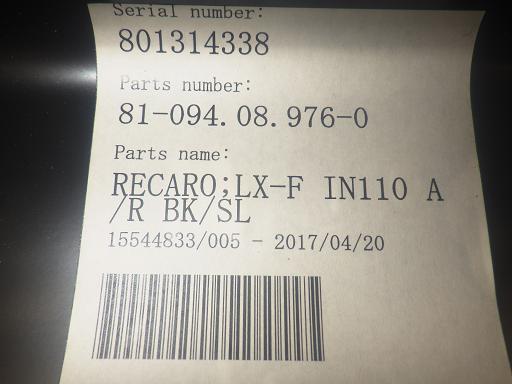 Serial number:
801314338
Parts number:
81-094.08.976-0
Parts name:
RECARO;LX-F IN110 A
/R BK/SL
15544833/005 - 2017/04/20